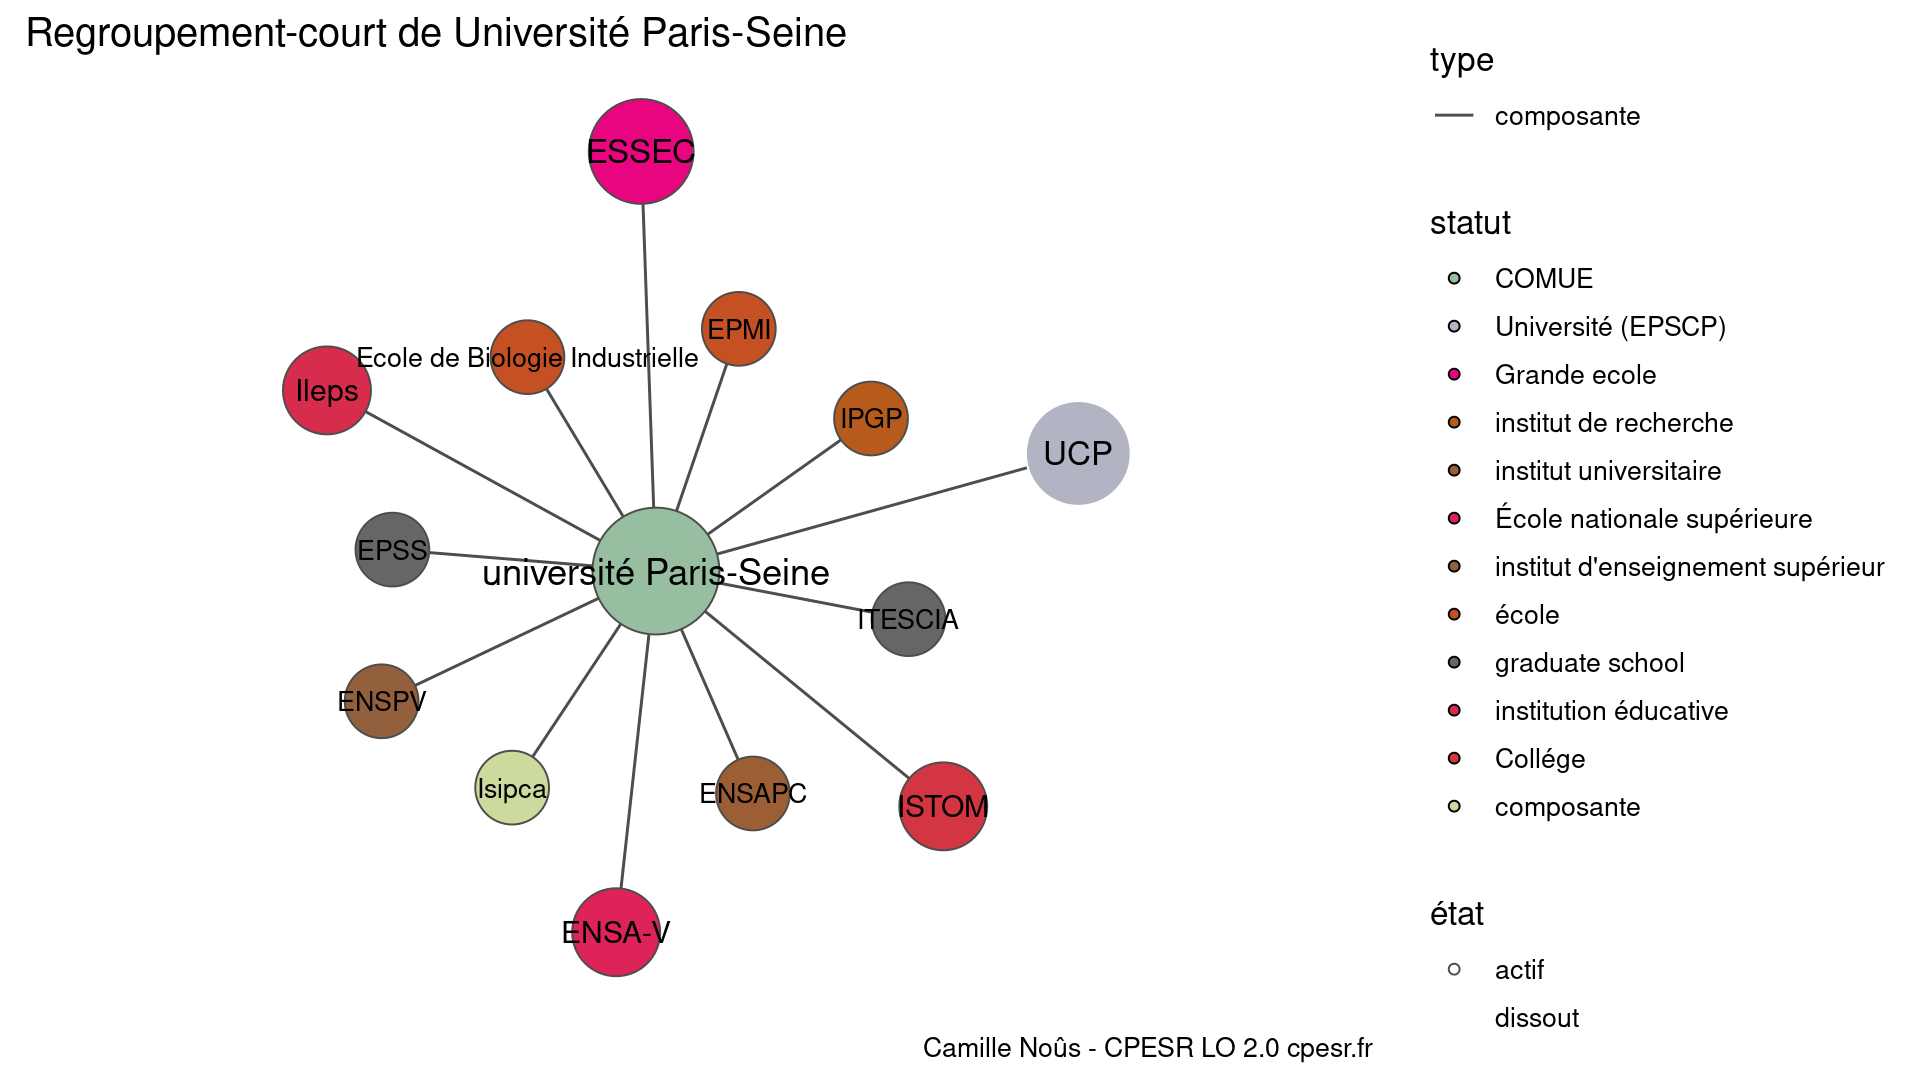 Regroupement-court de Université Paris-Seine
ESSEC
EPMI
Ecole de Biologie Industrielle
Ileps
IPGP
UCP
EPSS
université Paris-Seine
ITESCIA
ENSPV
Isipca
ENSAPC
ISTOM
ENSA-V
Camille Noûs - CPESR LO 2.0 cpesr.fr
type
composante
statut
COMUE
Université (EPSCP)
Grande ecole
institut de recherche
institut universitaire
École nationale supérieure
institut d'enseignement supérieur
école
graduate school
institution éducative
Collége
composante
état
actif
dissout